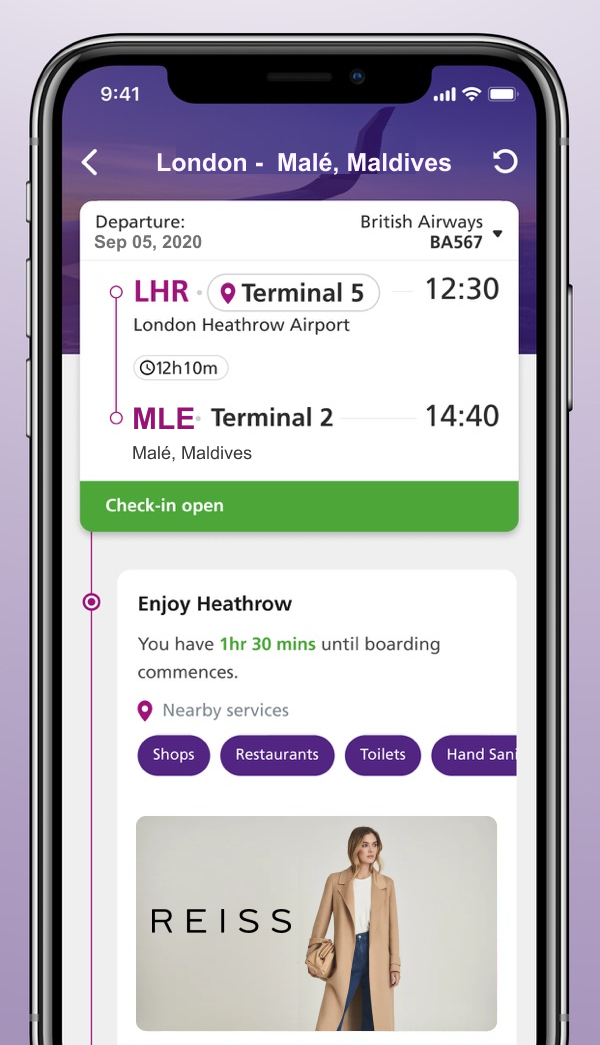 9:41
London - Malé, Maldives
Departure:
Sep 05, 2020
British Airways
BA567
LHR
Terminal 5
12:30
London Heathrow Airport
12h10m
MLE
Terminal 2
14:40
Malé, Maldives
Check-in open
Enjoy Heathrow
You have 1hr 30 mins until boarding
commences.
Nearby services
Shops
Restaurants
Toilets
Hand Sani
REISS